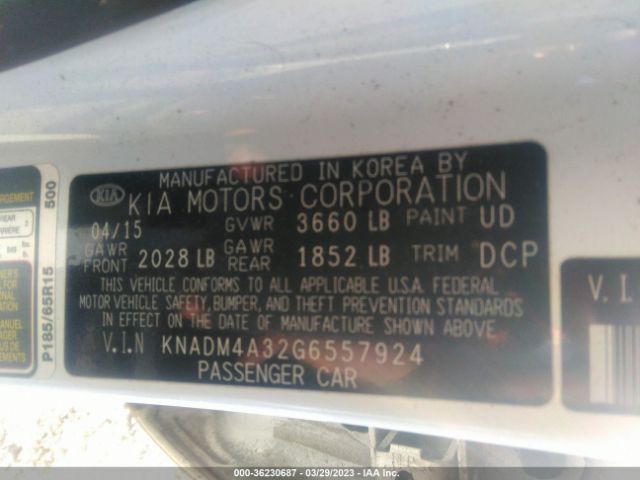 MANUFACTURED IN KOREA BY
KIA KIA MOTORS CORPORATION
04/15 GVWR 3660 LB PAINT UD
GAWR FRONT 2028 LB GAWR REAR 1852 LB TRIM DCP
THIS VEHICLE CONFORMS TO ALL APPLICABLE U.S.A. FEDERAL
MOTOR VEHICLE SAFETY, BUMPER, AND THEFT PREVENTION STANDARDS
IN EFFECT ON THE DATE OF MANUFACTURE SHOWN ABOVE.
V.I.N KNADM4A32G6557924
PASSENGER CAR
P185/65R15 500
V.I.
000-36230687 - 03/29/2023 - IAA Inc.